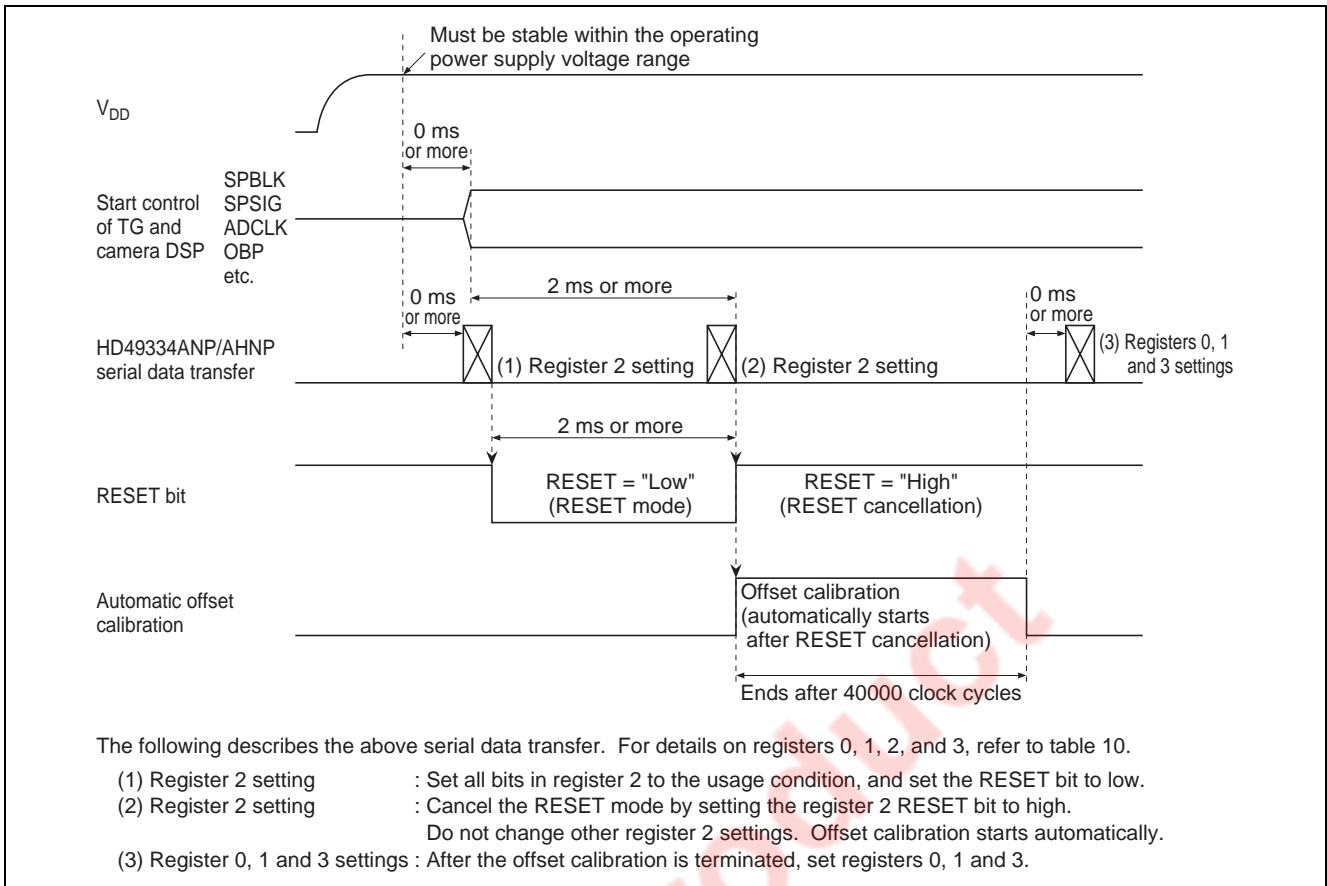 Must be stable within the operating
power supply voltage range
VDD
0 ms
or more
Start control
of TG and
camera DSP
SPBLK
SPSIG
ADCLK
OBP
etc.
2 ms or more
0 ms
or more
0 ms
or more
HD49334ANP/AHNP
serial data transfer
(1) Register 2 setting
(2) Register 2 setting
(3) Registers 0, 1
and 3 settings
2 ms or more
RESET bit
RESET = "Low"
(RESET mode)
RESET = "High"
(RESET cancellation)
Automatic offset
calibration
Offset calibration
(automatically starts
after RESET cancellation)
Ends after 40000 clock cycles
The following describes the above serial data transfer. For details on registers 0, 1, 2, and 3, refer to table 10.
(1) Register 2 setting : Set all bits in register 2 to the usage condition, and set the RESET bit to low.
(2) Register 2 setting : Cancel the RESET mode by setting the register 2 RESET bit to high.
Do not change other register 2 settings. Offset calibration starts automatically.
(3) Register 0, 1 and 3 settings : After the offset calibration is terminated, set registers 0, 1 and 3.
roduct